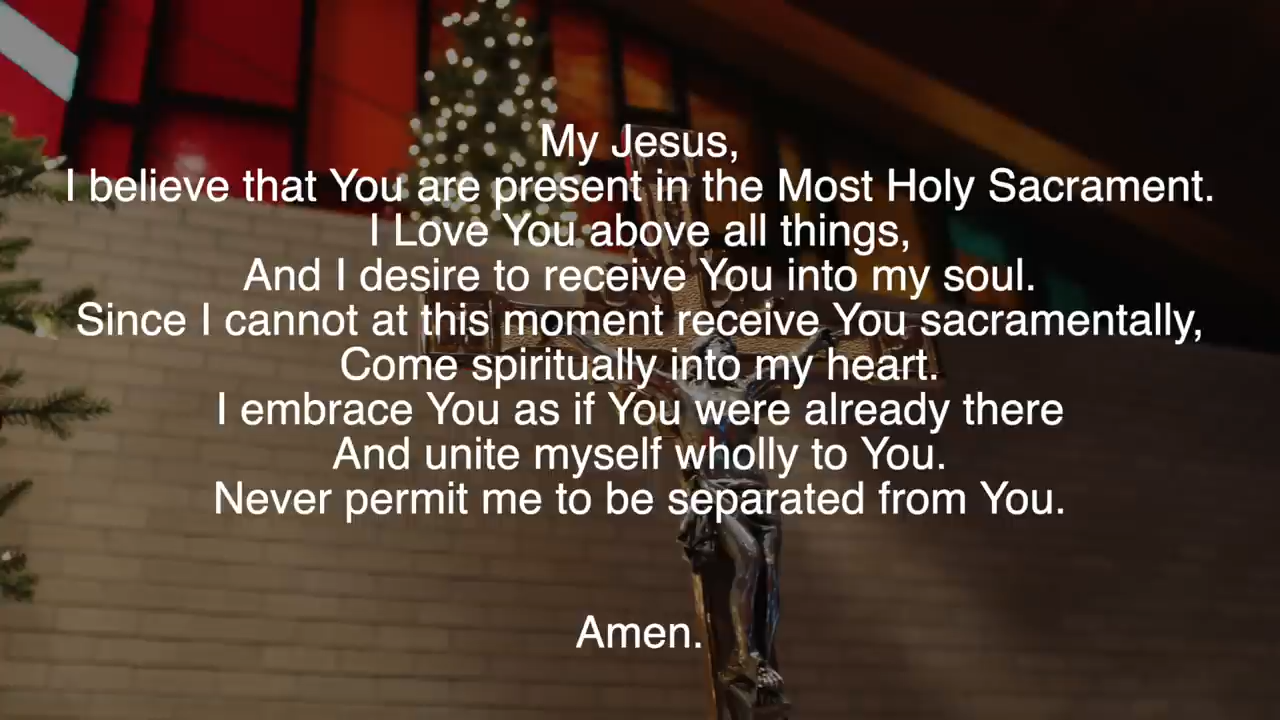 My Jesus,
I believe that You are present in the Most Holy Sacrament.
I Love You above all things,
And I desire to receive You into my soul.
Since I cannot at this moment receive You sacramentally,
Come spiritually into my heart.
I embrace You as if You were already there
And unite myself wholly to You.
Never permit me to be separated from You.
Amen.